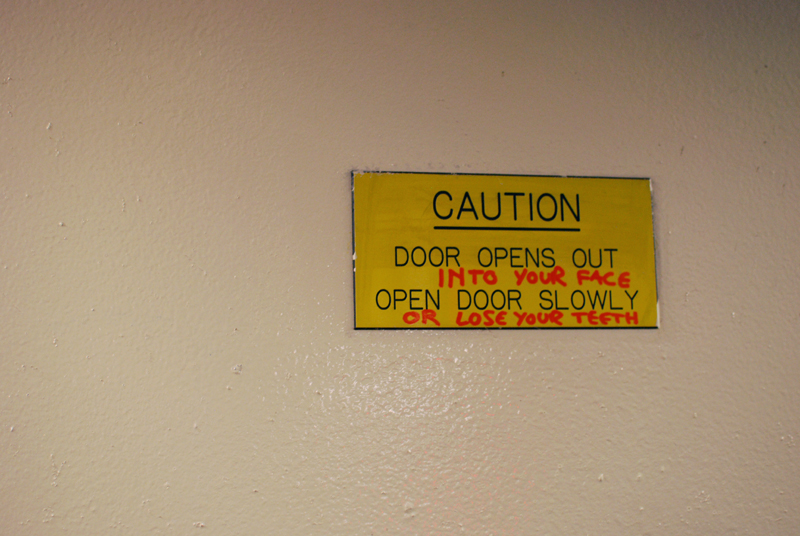 CAUTION
DOOR OPENS OUT
INTO YOUR FACE
OPEN DOOR SLOWLY
OR LOSE YOUR TEETH